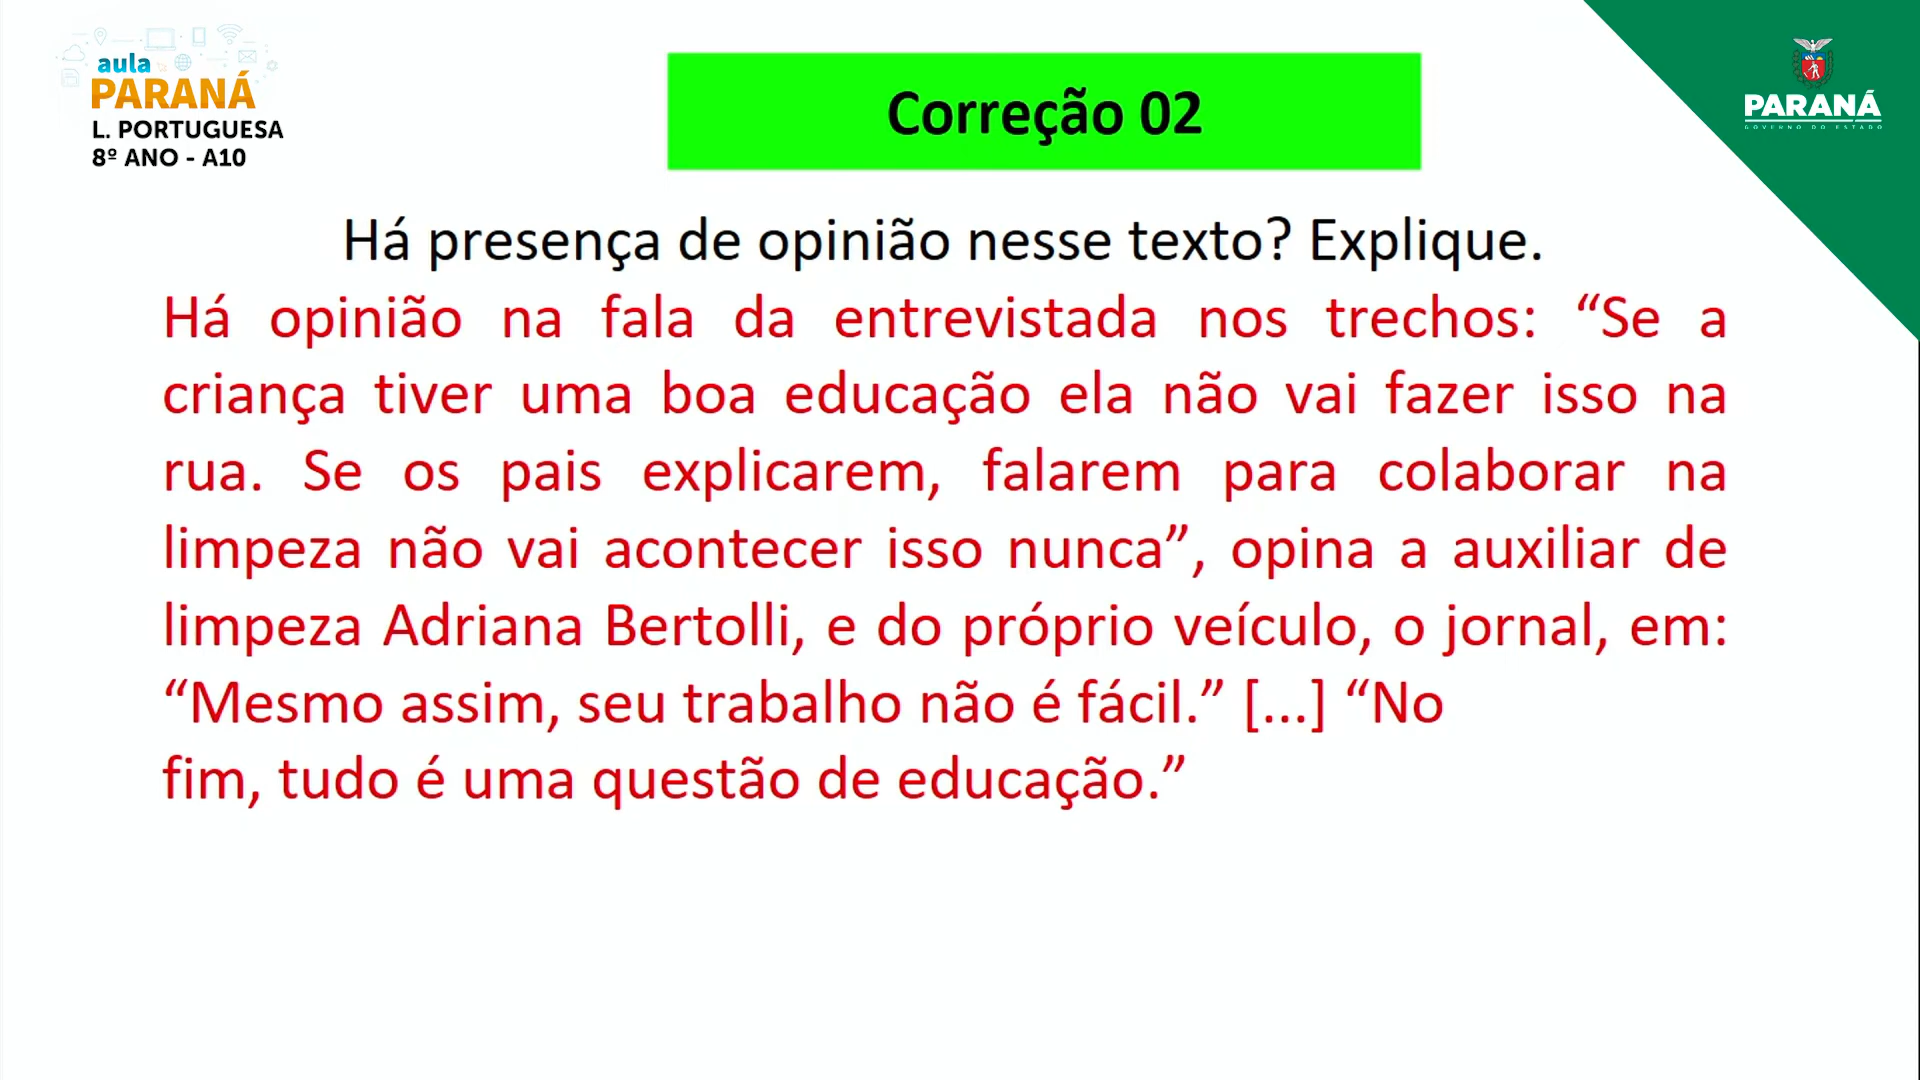 aula
PARANÁ
L. PORTUGUESA
8º ANO - A10
Correção 02
PARANÁ
GOVERNO DO ESTADO
Há presença de opinião nesse texto? Explique.
Há opinião na fala da entrevistada nos trechos: “Se a
criança tiver uma boa educação ela não vai fazer isso na
rua. Se os pais explicarem, falarem para colaborar na
limpeza não vai acontecer isso nunca”, opina a auxiliar de
limpeza Adriana Bertolli, e do próprio veículo, o jornal, em:
“Mesmo assim, seu trabalho não é fácil.” [...] “No
fim, tudo é uma questão de educação.”